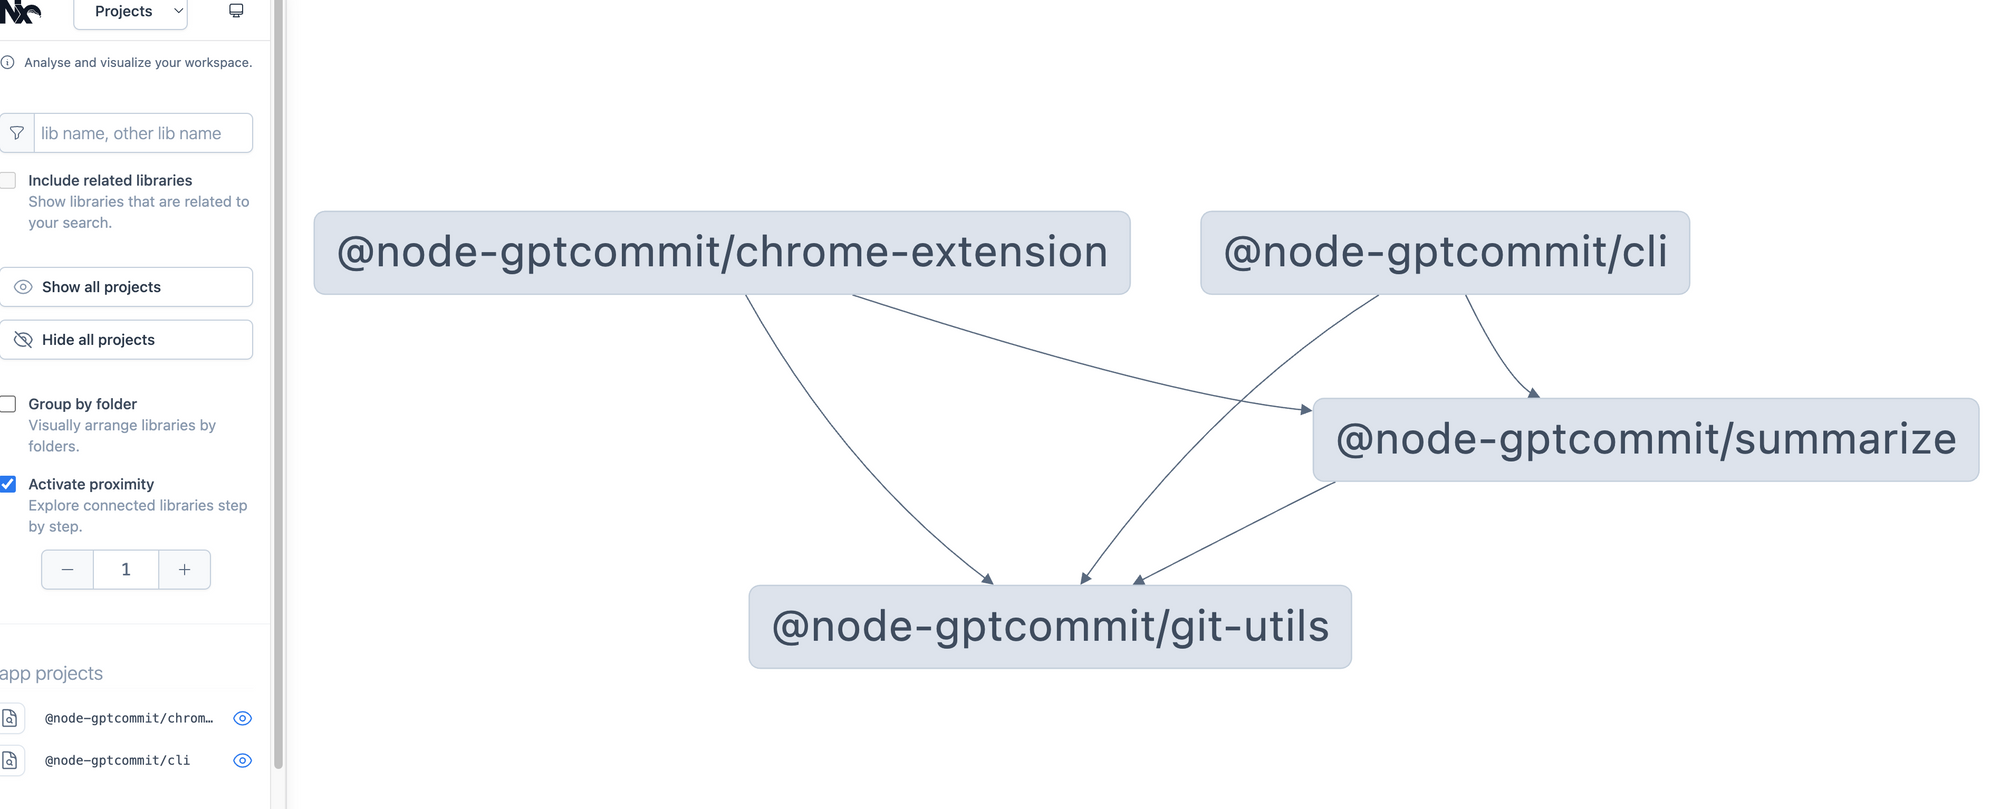 Nx
Projects
Analyse and visualize your workspace.
lib name, other lib name
Include related libraries
Show libraries that are related to
your search.
Show all projects
Hide all projects
Group by folder
Visually arrange libraries by
folders.
Activate proximity
Explore connected libraries step
by step.
1
app projects
@node-gptcommit/chrom…
@node-gptcommit/cli
@node-gptcommit/chrome-extension
@node-gptcommit/cli
@node-gptcommit/summarize
@node-gptcommit/git-utils